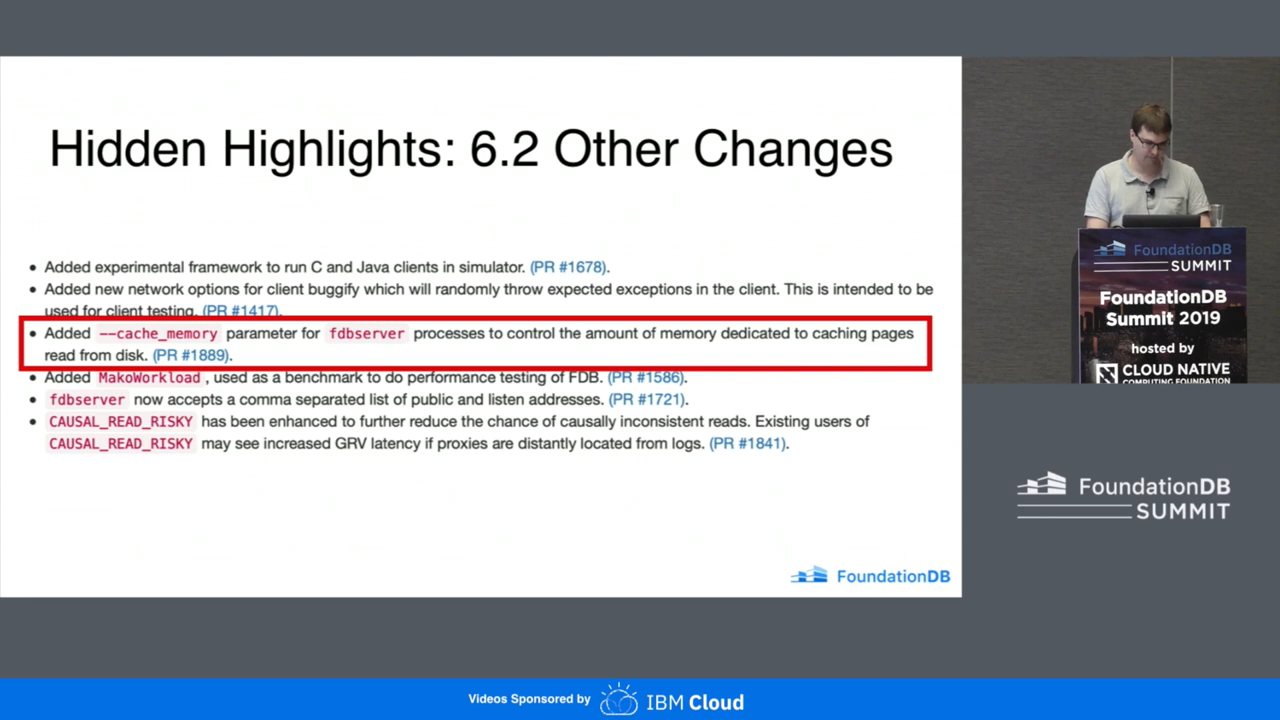 Hidden Highlights: 6.2 Other Changes
• Added experimental framework to run C and Java clients in simulator. (PR #1678).
• Added new network options for client buggify which will randomly throw expected exceptions in the client. This is intended to
be used for client testing. (PR #1417).
• Added --cache_memory parameter for fdbserver processes to control the amount of memory dedicated to caching pages
read from disk. (PR #1889).
• Added MakoWorkload, used as a benchmark to do performance testing of FDB. (PR #1586).
• fdbserver now accepts a comma separated list of public and listen addresses. (PR #1721).
• CAUSAL_READ_RISKY has been enhanced to further reduce the chance of causally inconsistent reads. Existing users of
CAUSAL_READ_RISKY may see increased GRV latency if proxies are distantly located from logs. (PR #1841).
FoundationDB
FoundationDB
SUMMIT
FoundationDB
Summit 2019
hosted by
CLOUD NATIVE
COMPUTING FOUNDATION
FoundationDB
SUMMIT
Videos Sponsored by IBM Cloud